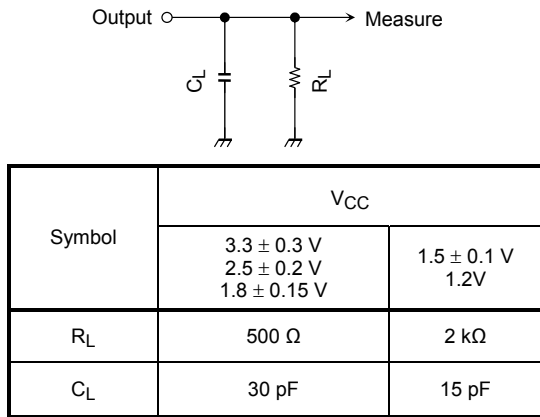 Output
Measure
CL
RL
Symbol
VCC
3.3 ± 0.3 V
2.5 ± 0.2 V
1.8 ± 0.15 V
1.5 ± 0.1 V
1.2V
RL
500 Ω
2 kΩ
CL
30 pF
15 pF